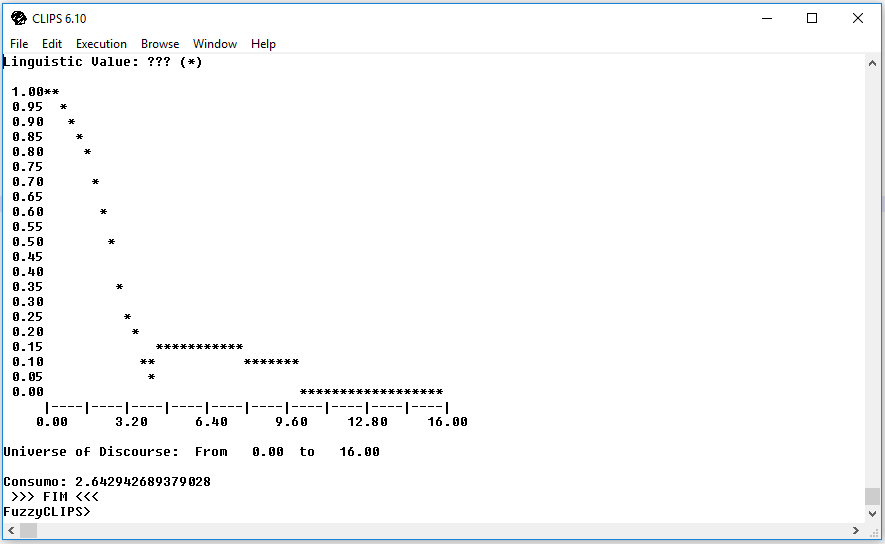 CLIPS 6.10
File Edit Execution Browse Window Help
Linguistic Value: ??? (*)
1.00**
0.95  *
0.90   *
0.85    *
0.80     *
0.75
0.70      *
0.65
0.60       *
0.55
0.50        *
0.45
0.40
0.35         *
0.30
0.25          *
0.20           *
0.15              ***********
0.10            **           *******
0.05             *
0.00                                ******************
|----|----|----|----|----|----|----|----|----|----|
0.00      3.20      6.40      9.60      12.80     16.00
Universe of Discourse:  From   0.00  to   16.00
Consumo: 2.642942689379028
>>> FIM <<<
FuzzyCLIPS>